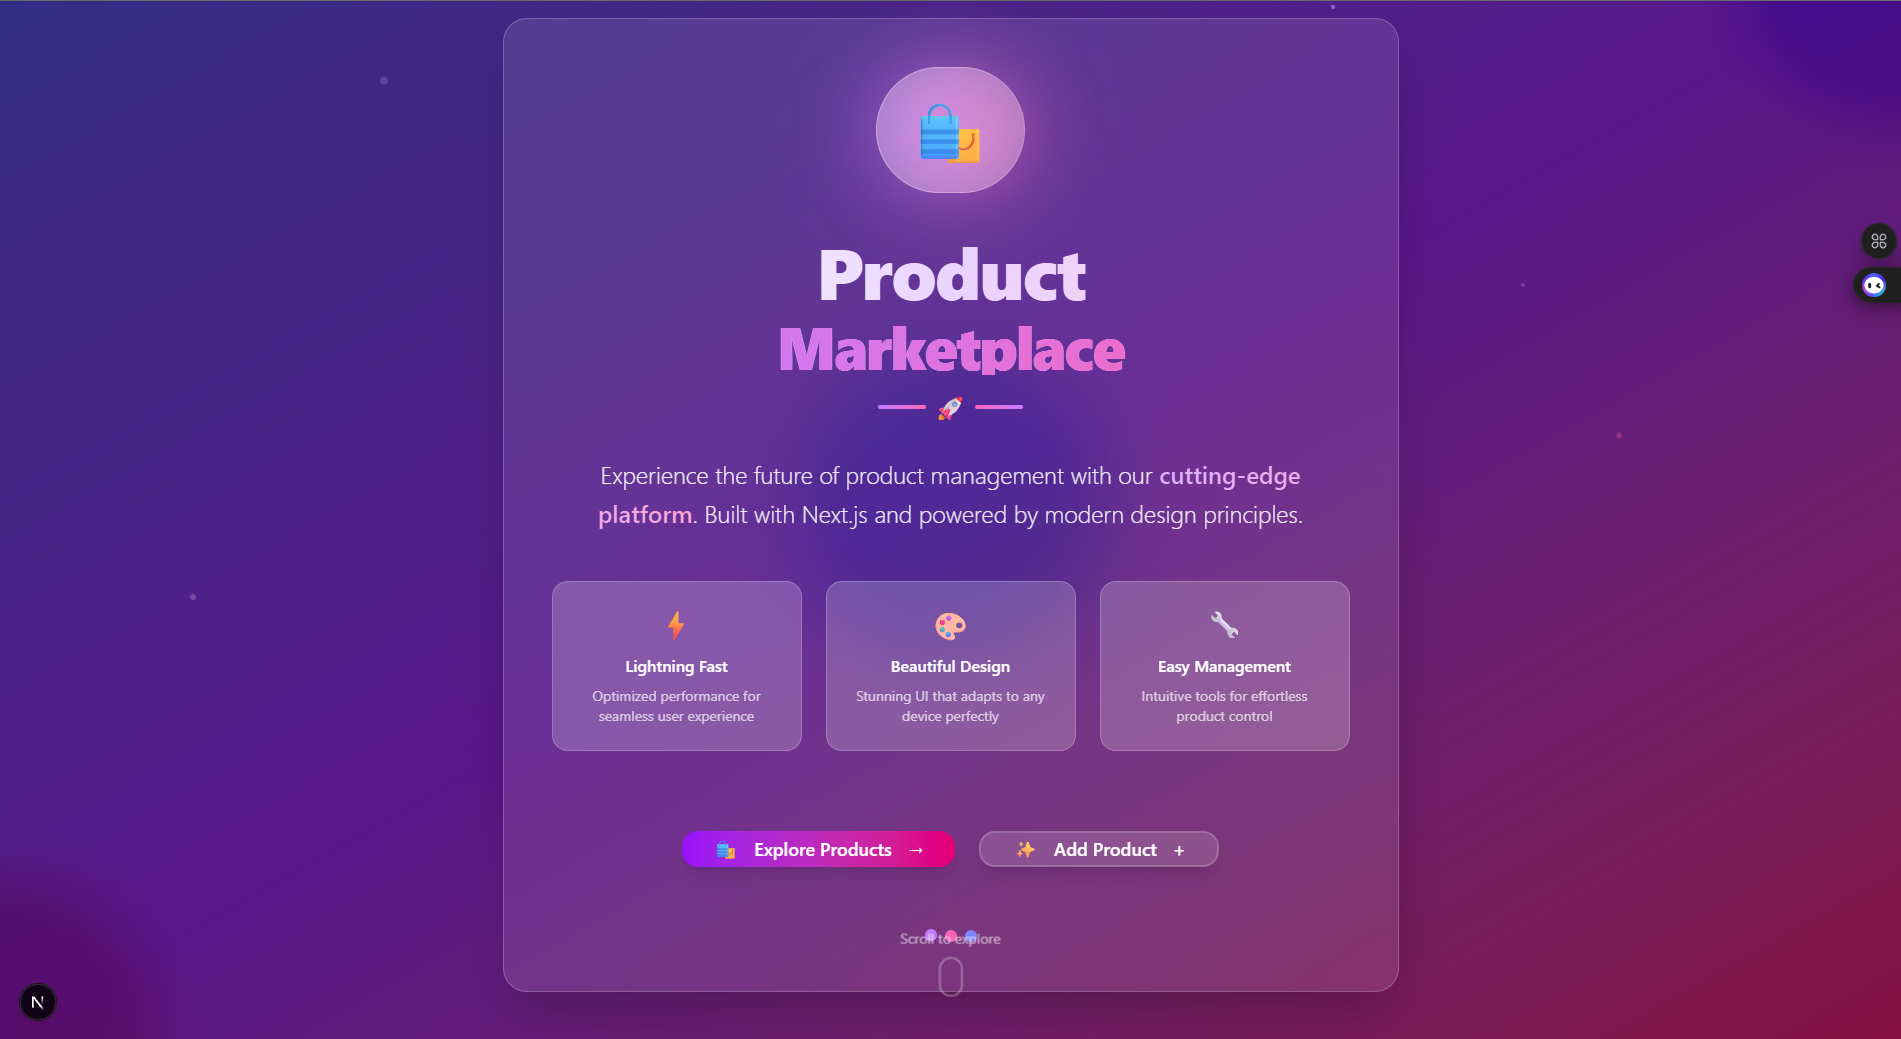 Product
Marketplace
Experience the future of product management with our cutting-edge
platform. Built with Next.js and powered by modern design principles.
Lightning Fast
Optimized performance for
seamless user experience
Beautiful Design
Stunning UI that adapts to any
device perfectly
Easy Management
Intuitive tools for effortless
product control
Explore Products →
Add Product +
Scroll to explore
N